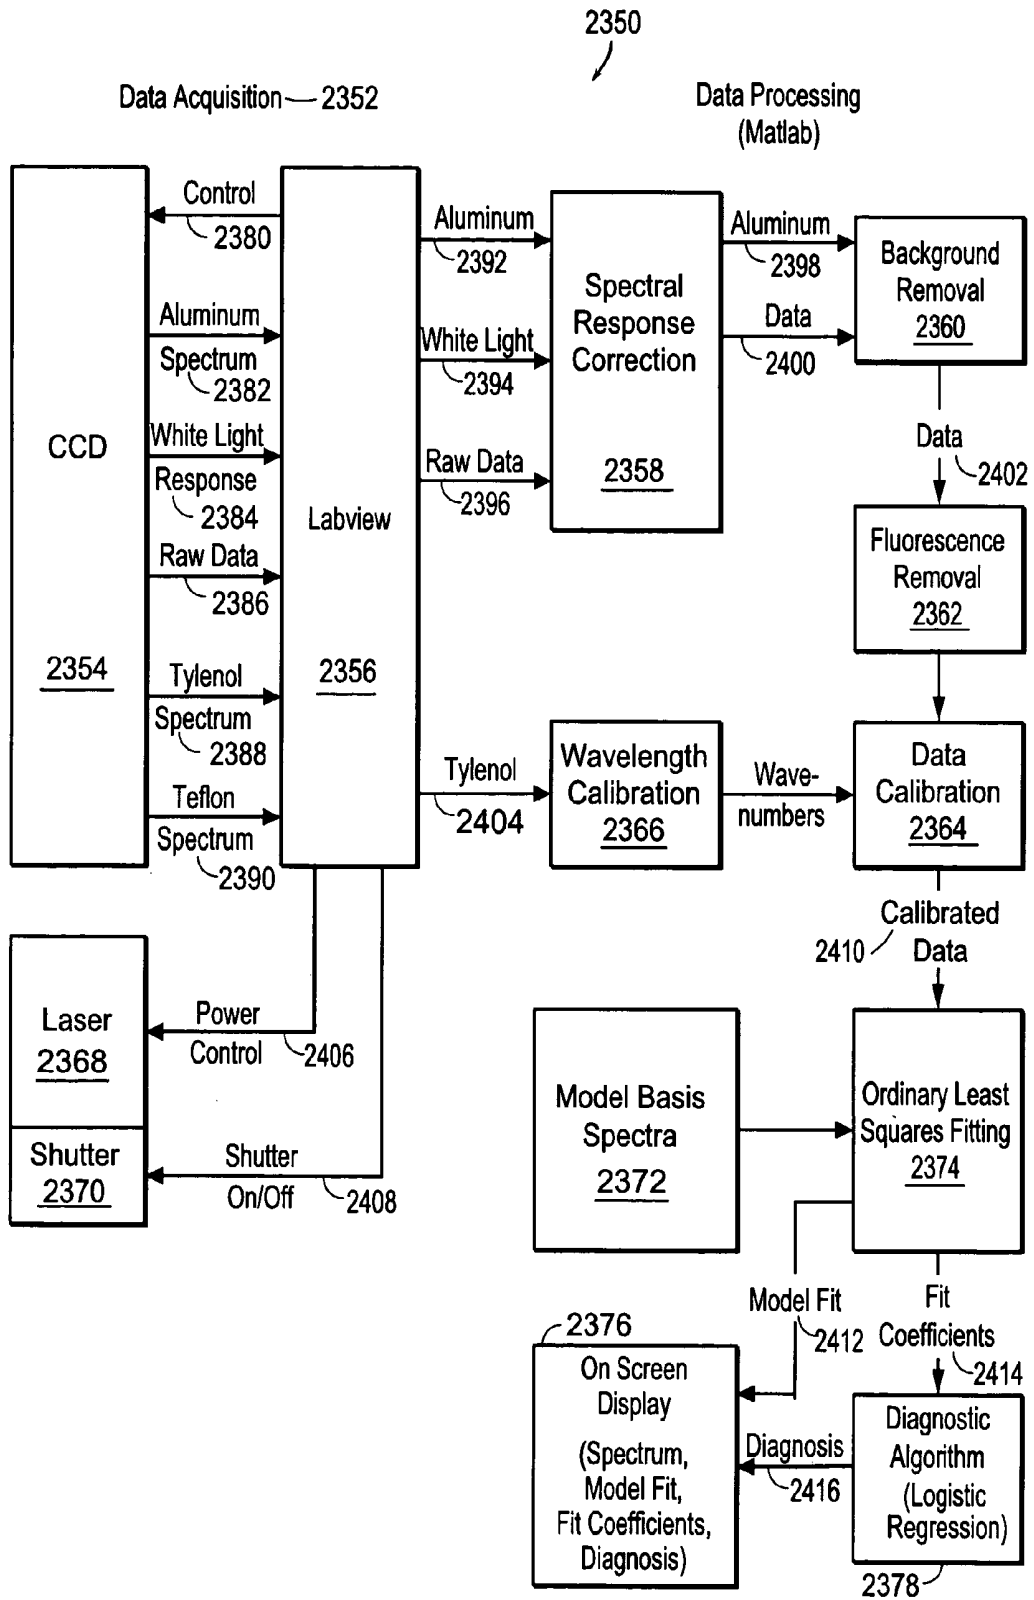 2350
Data Acquisition 2352
Data Processing
(Matlab)
CCD
2354
Control
2380
Aluminum
Spectrum
2382
White Light
Response
2384
Raw Data
2386
Tylenol
Spectrum
2388
Teflon
Spectrum
2390
Labview
2356
Aluminum
2392
White Light
2394
Raw Data
2396
Spectral
Response
Correction
2358
Aluminum
2398
Data
2400
Background
Removal
2360
Data
2402
Fluorescence
Removal
2362
Tylenol
2404
Wavelength
Calibration
2366
Wave-
numbers
Data
Calibration
2364
Calibrated
Data
2410
Laser
2368
Shutter
2370
Power
Control
2406
Shutter
On/Off
2408
Model Basis
Spectra
2372
Ordinary Least
Squares Fitting
2374
Model Fit
2412
Fit
Coefficients
2414
2376
On Screen
Display
(Spectrum,
Model Fit,
Fit Coefficients,
Diagnosis)
Diagnosis
2416
Diagnostic
Algorithm
(Logistic
Regression)
2378